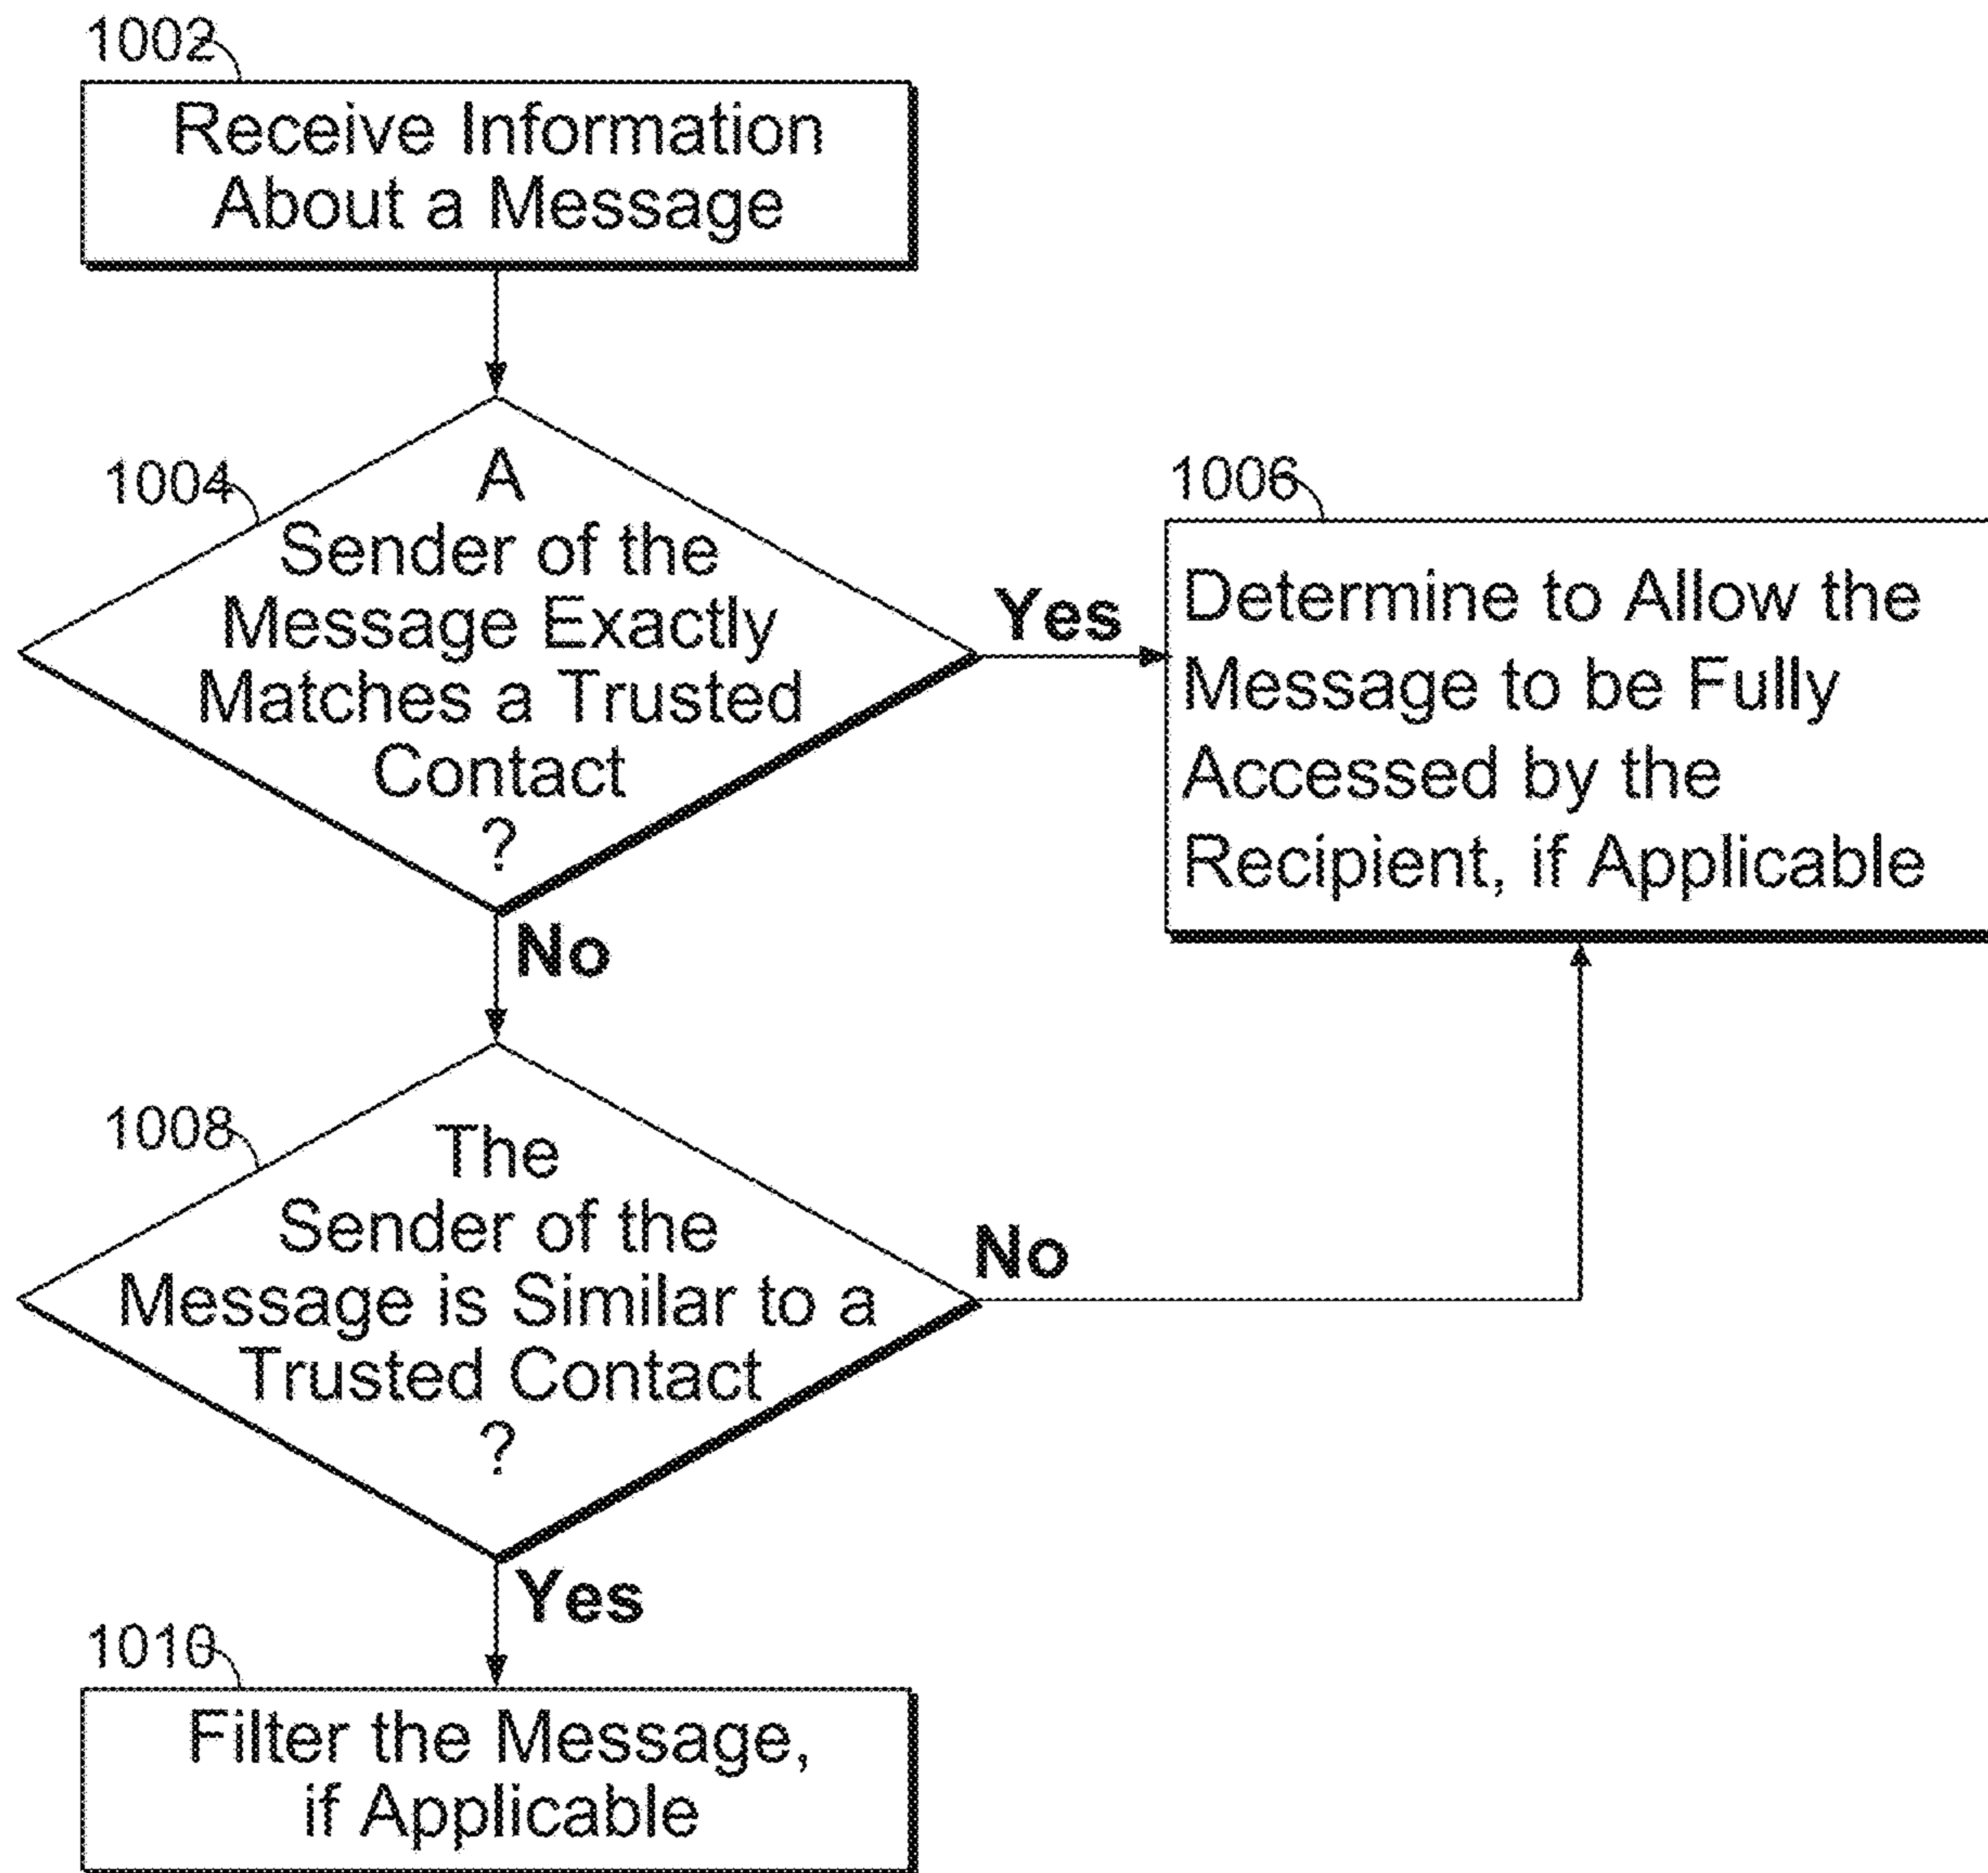 1002
Receive Information
About a Message
1004
A
Sender of the
Message Exactly
Matches a Trusted
Contact
?
Yes
1006
Determine to Allow the
Message to be Fully
Accessed by the
Recipient, if Applicable
No
1008
The
Sender of the
Message is Similar to a
Trusted Contact
?
No
Yes
1010
Filter the Message,
if Applicable